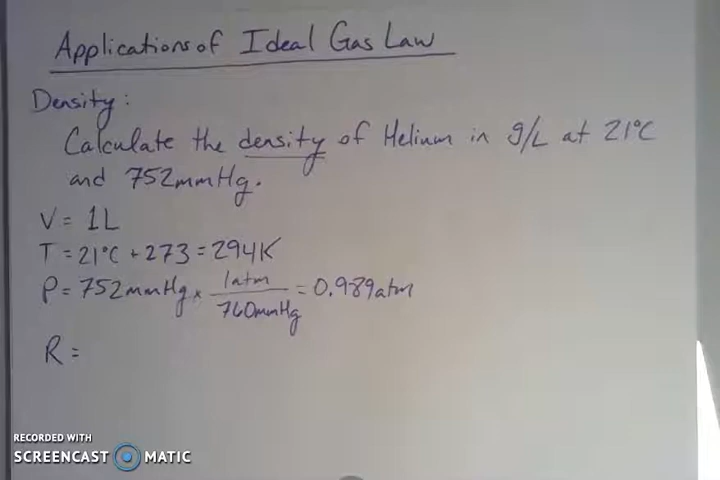 Applications of Ideal Gas Law
Density:
Calculate the density of Helium in g/L at 21°C
and 752mmHg.
V = 1L
T = 21°C + 273 = 294K
P = 752mmHg × 1atm / 760mmHg = 0.989atm
R =
RECORDED WITH
SCREENCAST MATIC